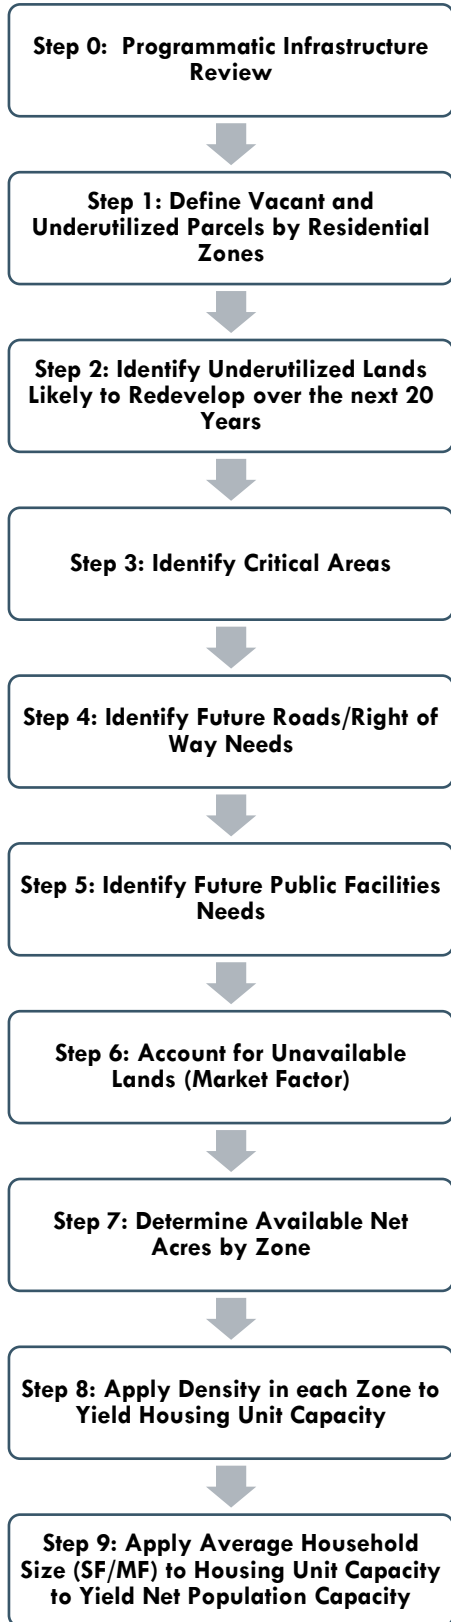 Step 0: Programmatic Infrastructure
Review
Step 1: Define Vacant and
Underutilized Parcels by Residential
Zones
Step 2: Identify Underutilized Lands
Likely to Redevelop over the next 20
Years
Step 3: Identify Critical Areas
Step 4: Identify Future Roads/Right of
Way Needs
Step 5: Identify Future Public Facilities
Needs
Step 6: Account for Unavailable
Lands (Market Factor)
Step 7: Determine Available Net
Acres by Zone
Step 8: Apply Density in each Zone to
Yield Housing Unit Capacity
Step 9: Apply Average Household
Size (SF/MF) to Housing Unit Capacity
to Yield Net Population Capacity